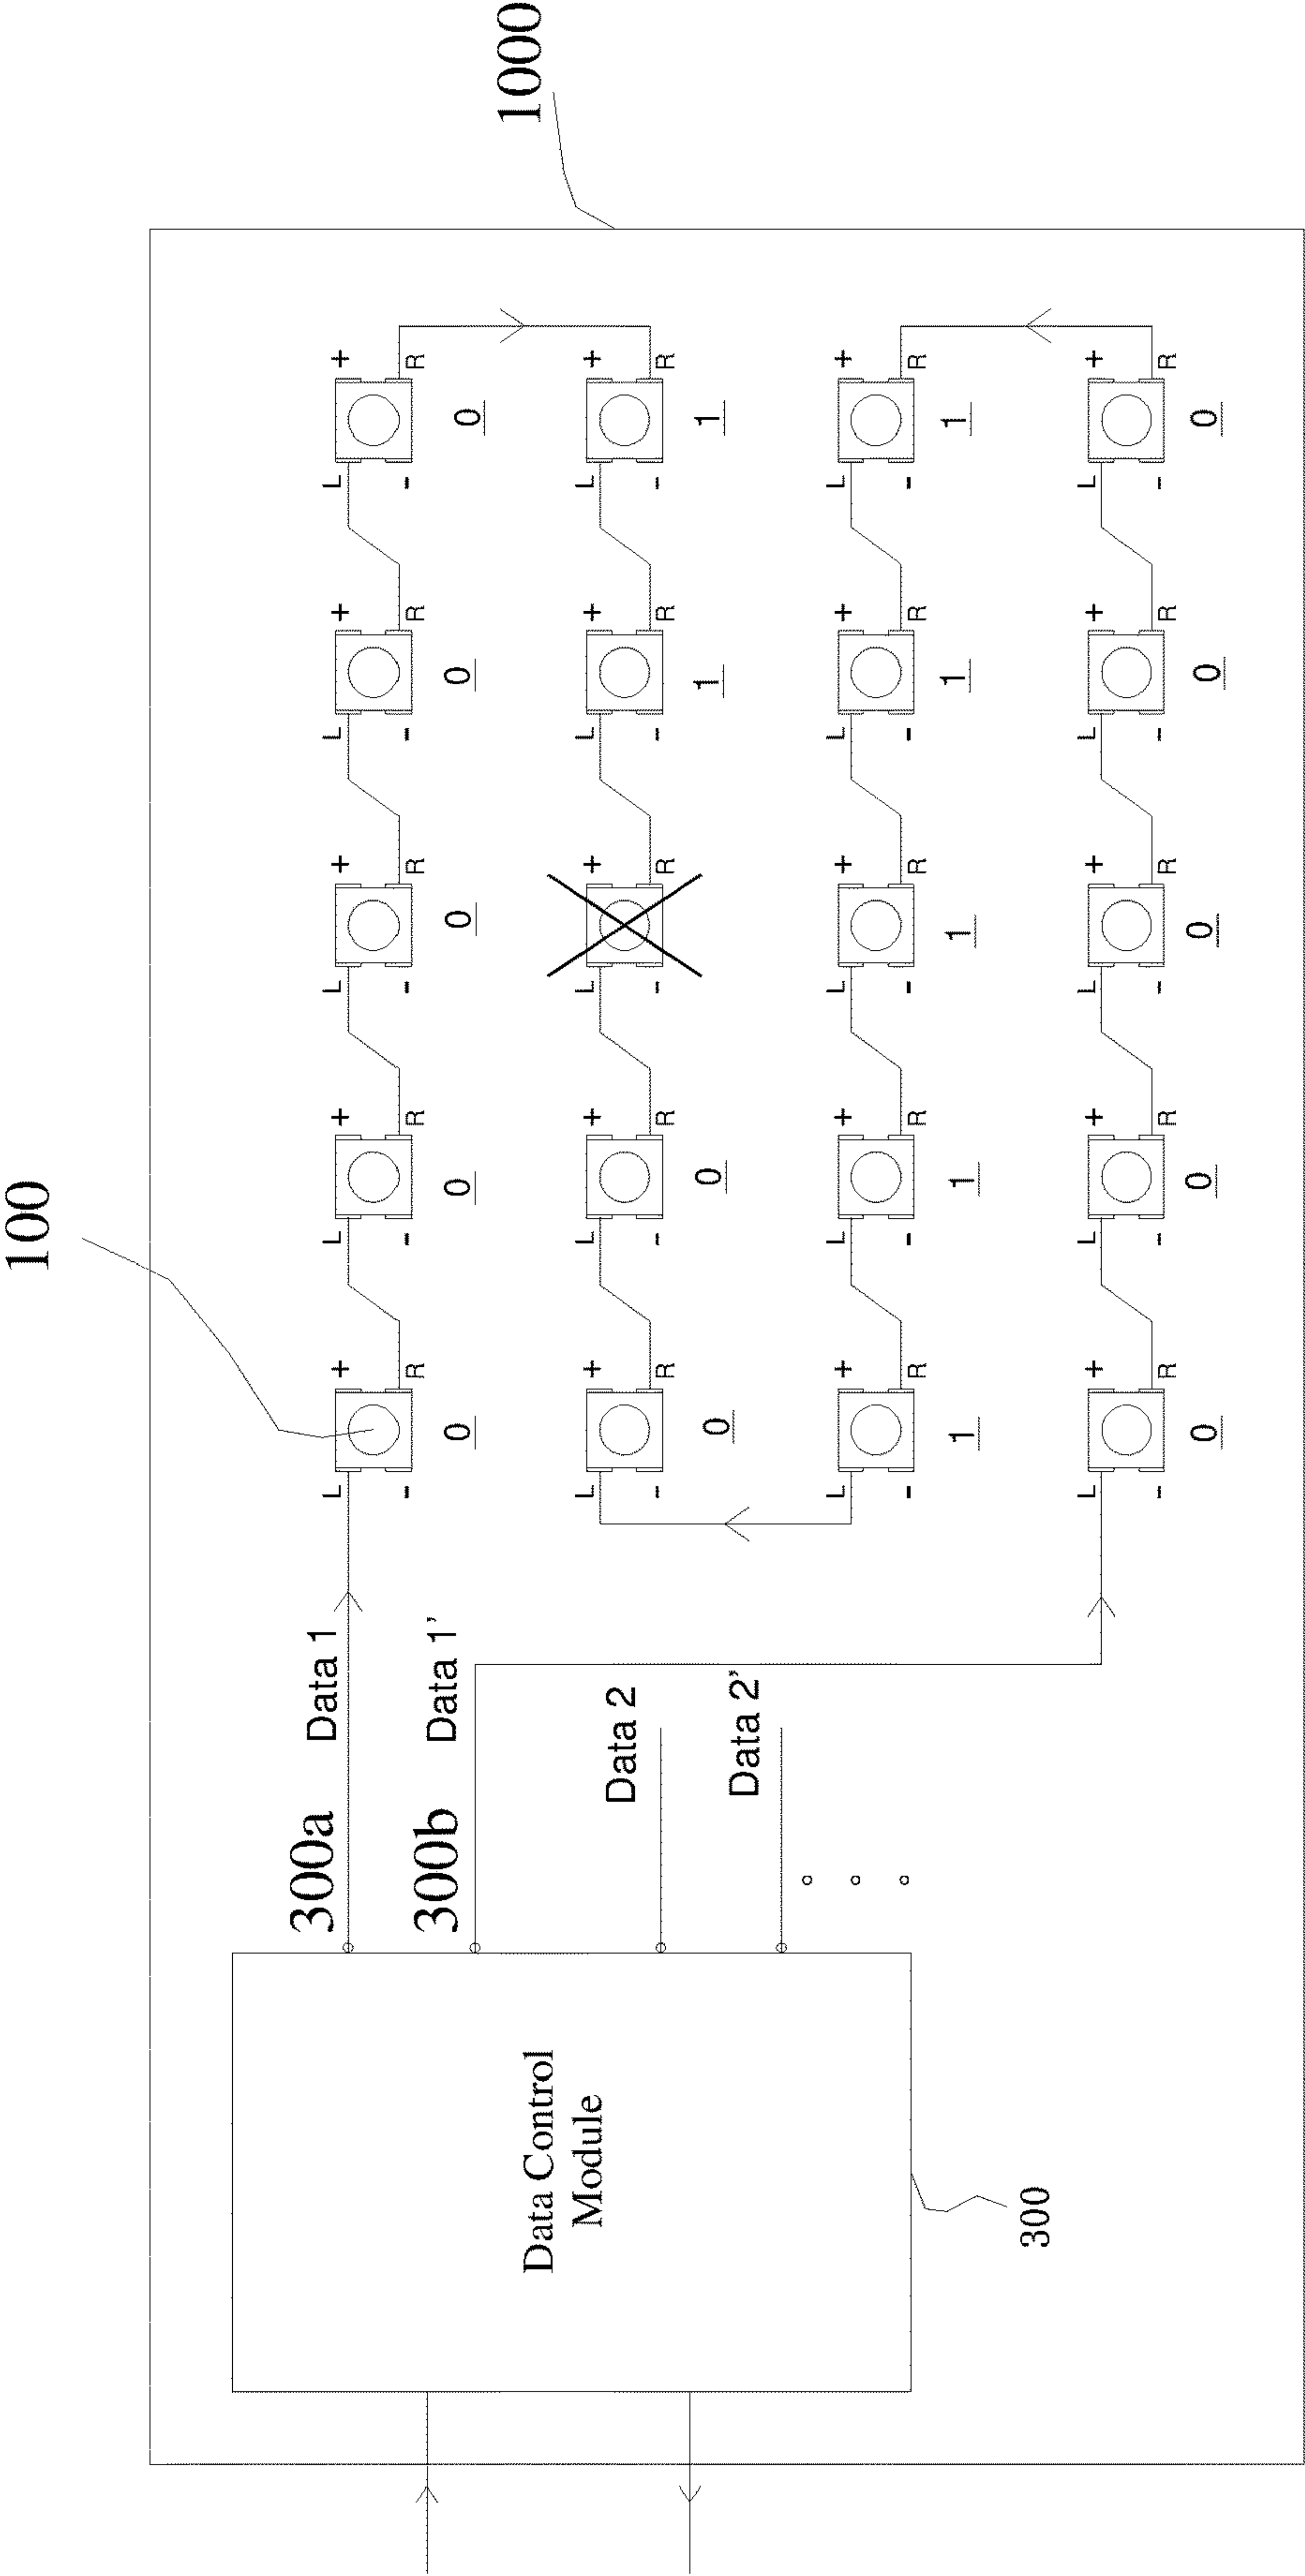 100
300a Data 1
L + L + L + L + L +
- R - R - R - R - R
300b Data 1’
0 0 0 0 0
1000
Data Control
Module
L + L + L + L + L +
Data 2
- R - R - R - R - R
0 0 1 1
Data 2’
L + L + L + L + L +
- R - R - R - R - R
1 1 1 1 1
300
L + L + L + L + L +
- R - R - R - R - R
0 0 0 0 0